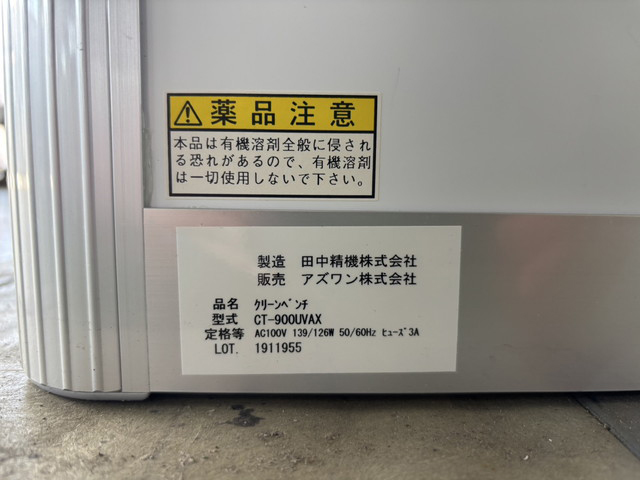 ⚠薬品注意
本品は有機溶剤全般に侵され
る恐れがあるので、有機溶剤
は一切使用しないで下さい。
製造 田中精機株式会社
販売 アズワン株式会社
品名 クリーンベンチ
型式 CT-900UVAX
定格等 AC100V 139/126W 50/60Hz ヒューズ3A
LOT. 1911955